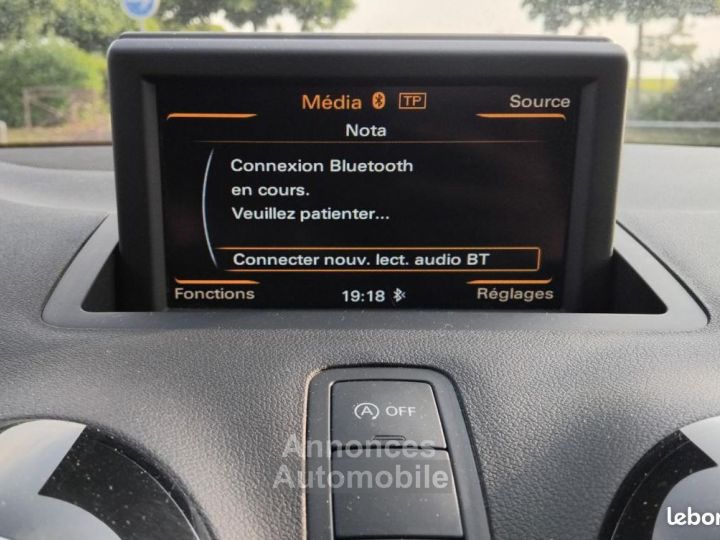 Média TP Source
Nota
Connexion Bluetooth
en cours.
Veuillez patienter...
Connecter nouv. lect. audio BT
Fonctions 19:18 Réglages
A OFF
Annonces
Automobile
lebon